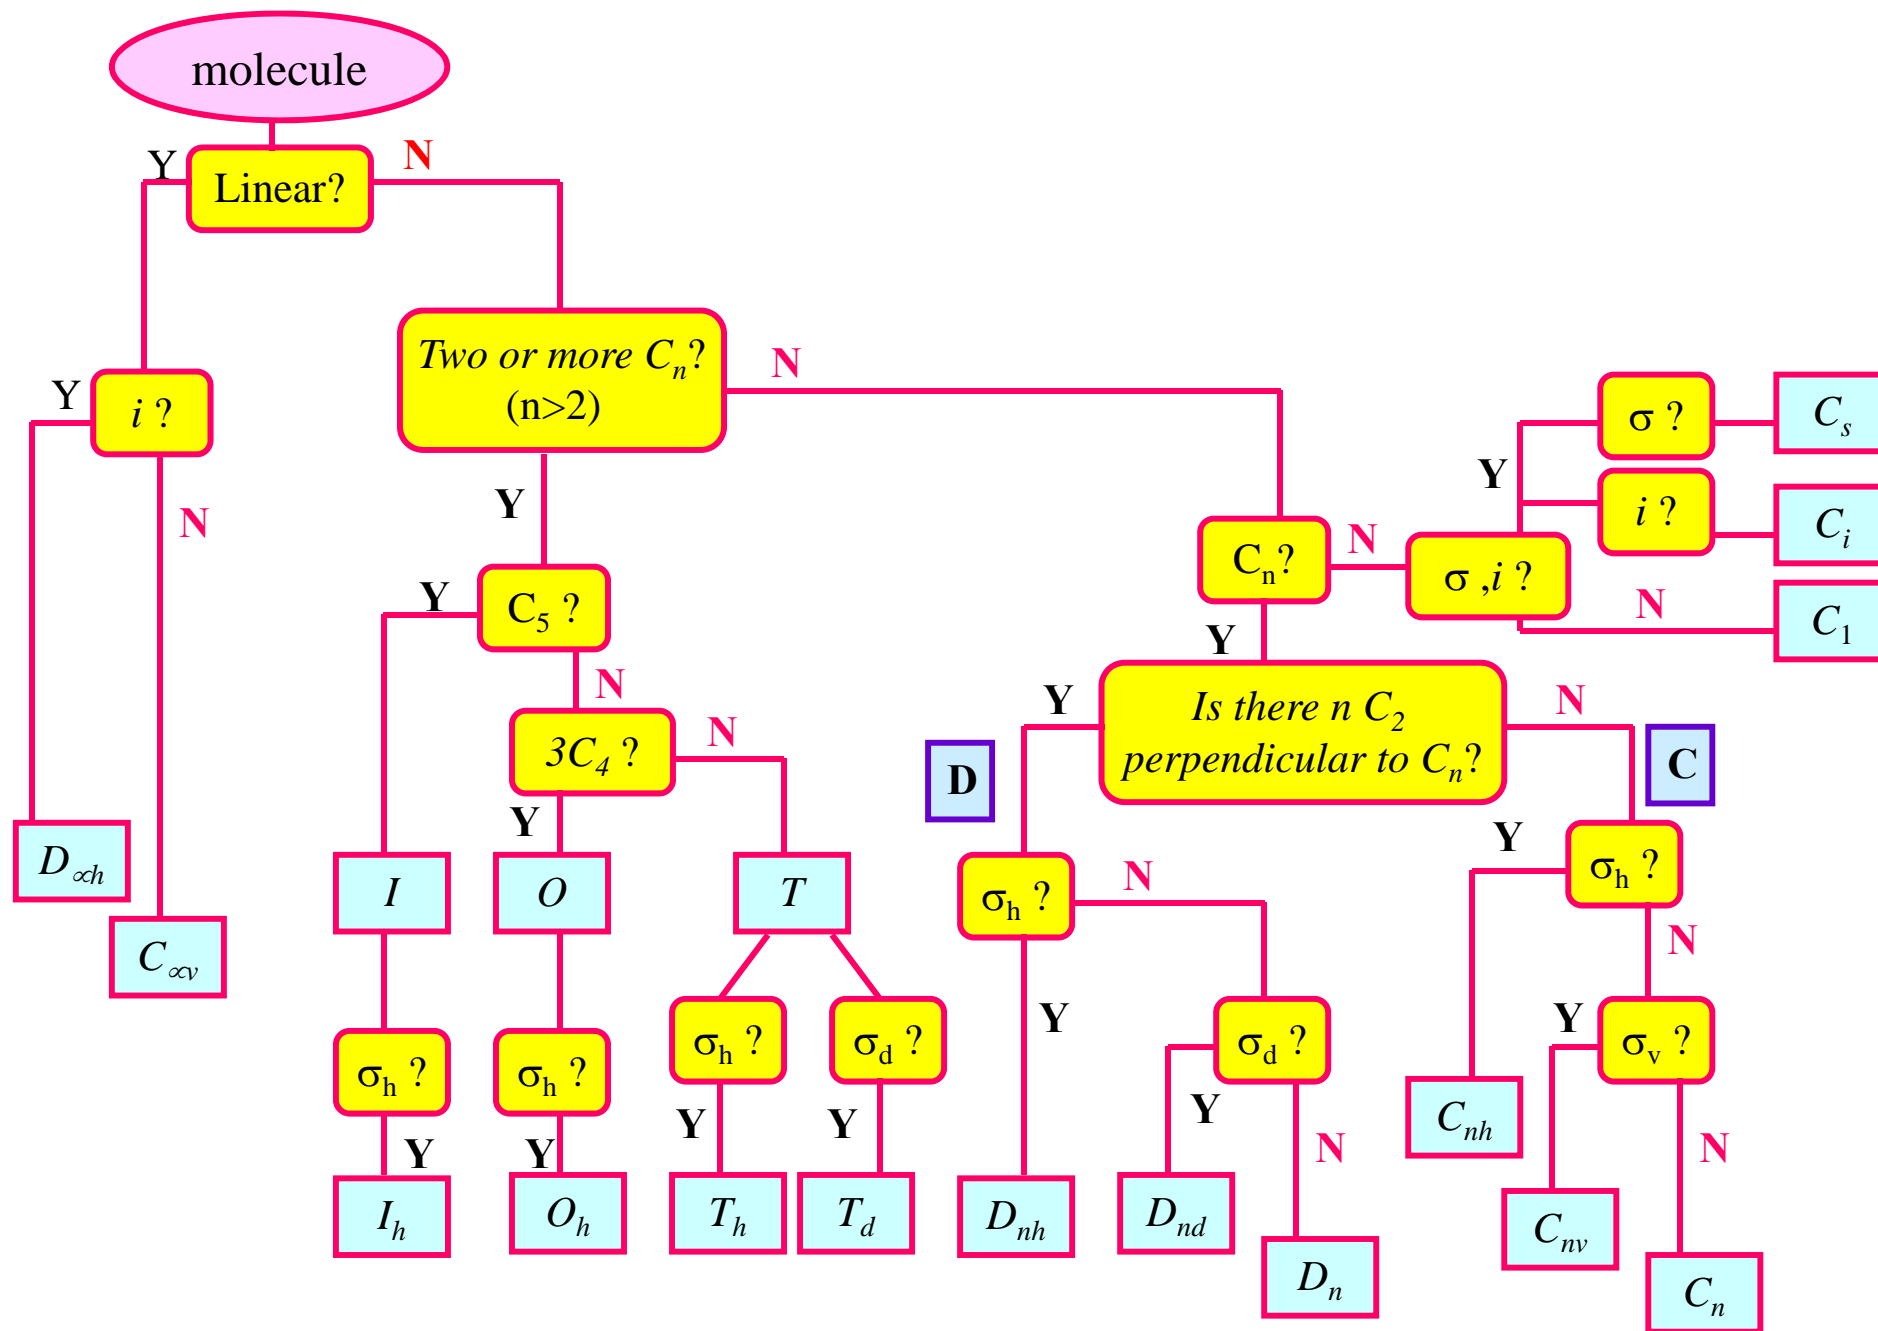 molecule
Y
N
Linear?
Two or more Cₙ?
(n>2)
N
Y
i ?
N
Y
σ ?
Cₛ
Y
i ?
Cᵢ
Cₙ?
N
σ ,i ?
N
C₁
Y
C₅ ?
N
Y
3C₄ ?
N
Y
Y
Is there n C₂
perpendicular to Cₙ?
N
D
C
D∝h
C∝v
I
O
T
σh ?
N
Y
σh ?
N
σh ?
Y
σh ?
Y
σh ?
Y
σd ?
Y
Y
σd ?
Y
N
Y
σv ?
N
Ih
Oh
Th
Td
Dnh
Dnd
Dn
Cnh
Cnv
Cn